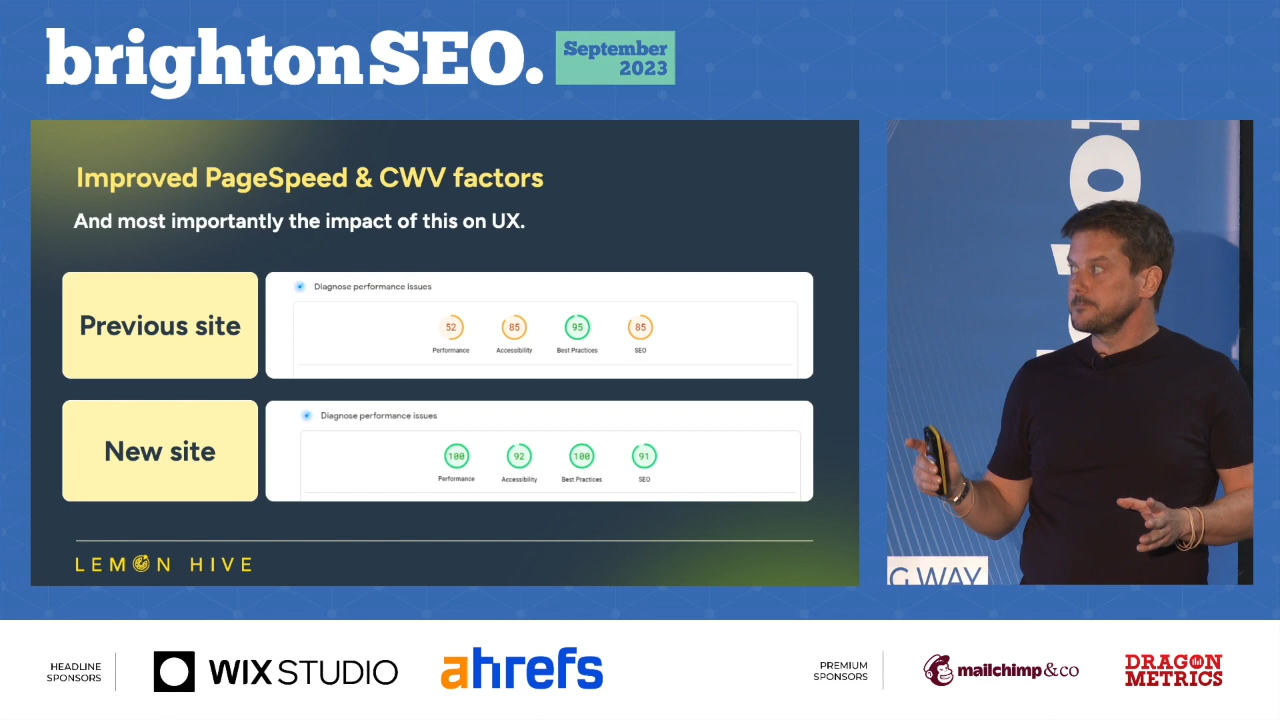 brightonSEO.
September
2023
Improved PageSpeed & CWV factors
And most importantly the impact of this on UX.
Previous site
Diagnose performance issues
52
85
95
85
Performance
Accessibility
Best Practices
SEO
New site
Diagnose performance issues
100
92
100
91
Performance
Accessibility
Best Practices
SEO
LEMON HIVE
G WAY
HEADLINE
SPONSORS
WIX STUDIO
ahrefs
PREMIUM
SPONSORS
mailchimp & co
DRAGON
METRICS